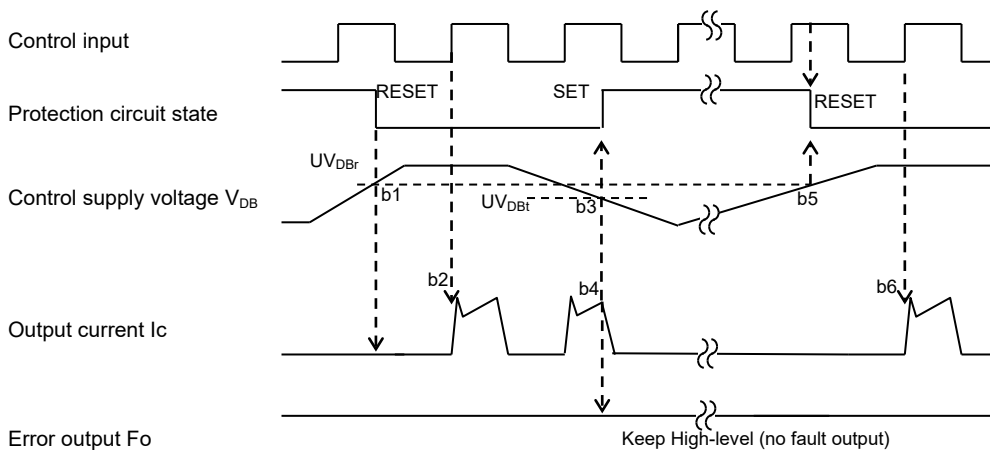 Control input
RESET
SET
RESET
Protection circuit state
UVDBr
Control supply voltage VDB
b1
UVDBt
b3
b5
b2
b4
b6
Output current Ic
Error output Fo
Keep High-level (no fault output)